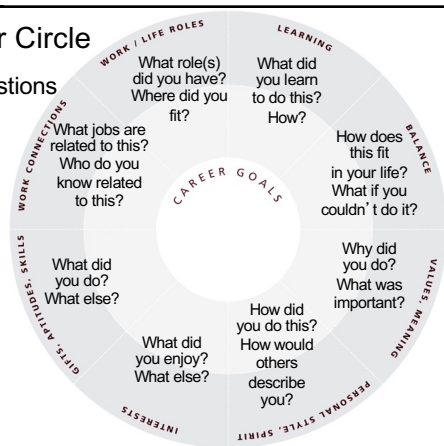 r Circle
stions
WORK / LIFE ROLES
What role(s)
did you have?
Where did you
fit?
LEARNING
What did
you learn
to do this?
How?
BALANCE
How does
this fit
in your life?
What if you
couldn't do it?
VALUES, MEANING
Why did
you do?
What was
important?
PERSONAL STYLE, SPIRIT
How did
you do this?
How would
others
describe
you?
INTERESTS
What did
you enjoy?
What else?
GIFTS, APTITUDES, SKILLS
What did
you do?
What else?
WORK CONNECTIONS
What jobs are
related to this?
Who do you
know related
to this?
CAREER GOALS